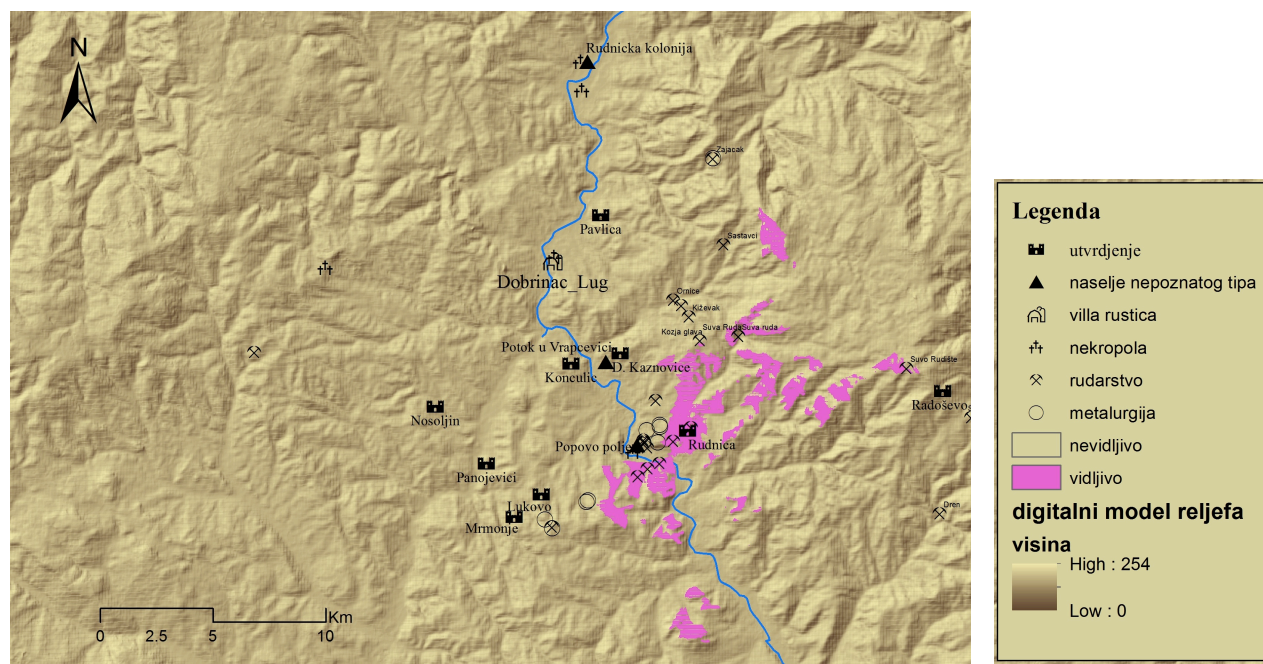 N
Rudnicka kolonija
Zajacak
Pavlica
Sastavci
Dobrinac_Lug
Ornice
Kiževak
Kozja glava
Suva Ruda
Suva ruda
Potok u Vrapcevici
D. Kaznovice
Konculic
Suvo Rudište
Radoševo
Nosoljin
Popovo polje
Rudnica
Panojevici
Lukovo
Mrmonje
Dren
Km
0 2.5 5 10
Legenda
utvrdjenje
naselje nepoznatog tipa
villa rustica
nekropola
rudarstvo
metalurgija
nevidljivo
vidljivo
digitalni model reljefa
visina
High : 254
Low : 0